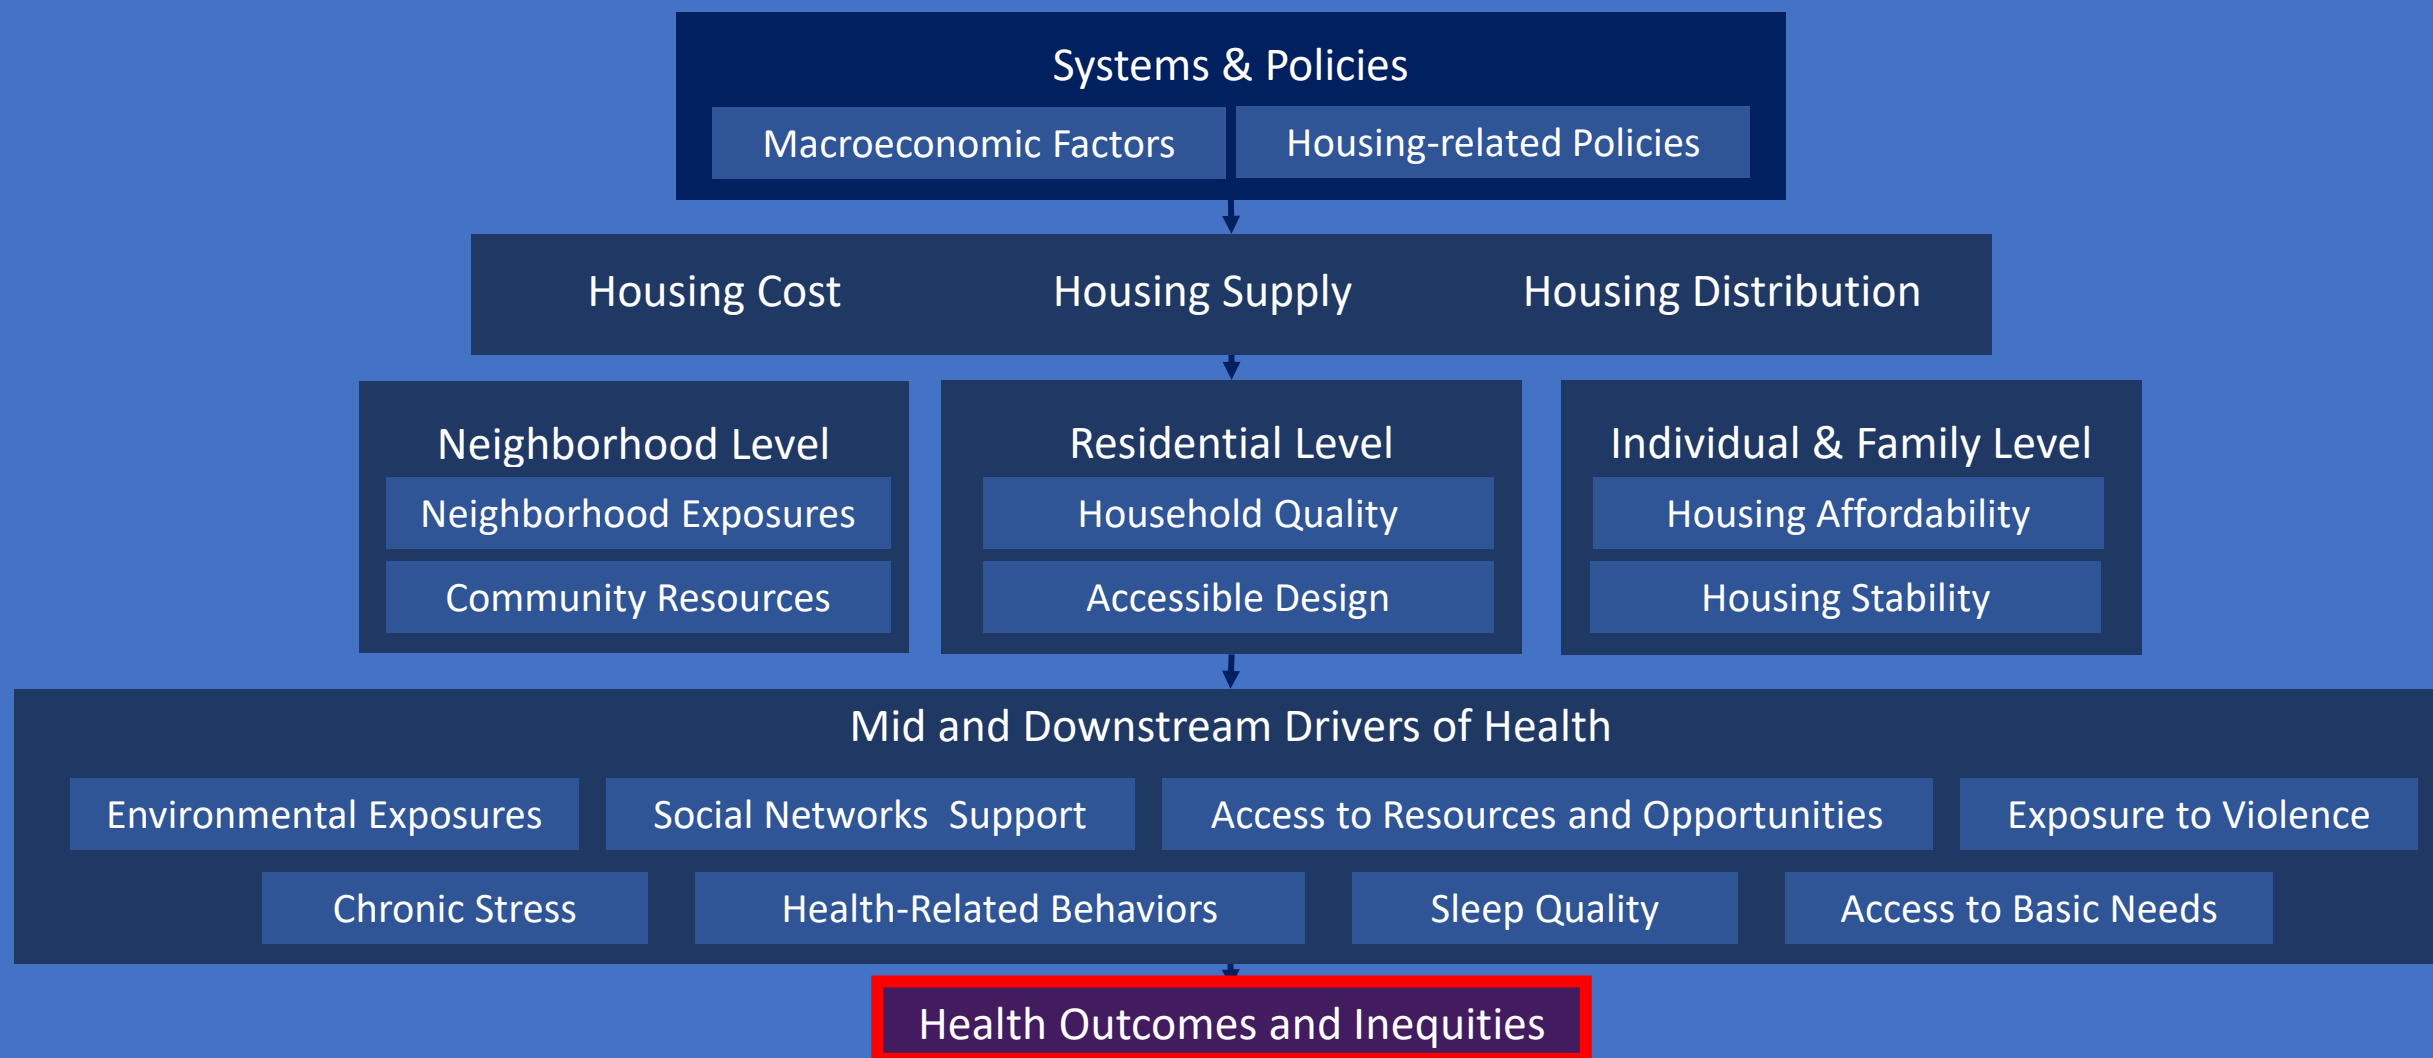 Systems & Policies
Macroeconomic Factors
Housing-related Policies
Housing Cost
Housing Supply
Housing Distribution
Neighborhood Level
Neighborhood Exposures
Community Resources
Residential Level
Household Quality
Accessible Design
Individual & Family Level
Housing Affordability
Housing Stability
Mid and Downstream Drivers of Health
Environmental Exposures
Social Networks  Support
Access to Resources and Opportunities
Exposure to Violence
Chronic Stress
Health-Related Behaviors
Sleep Quality
Access to Basic Needs
Health Outcomes and Inequities